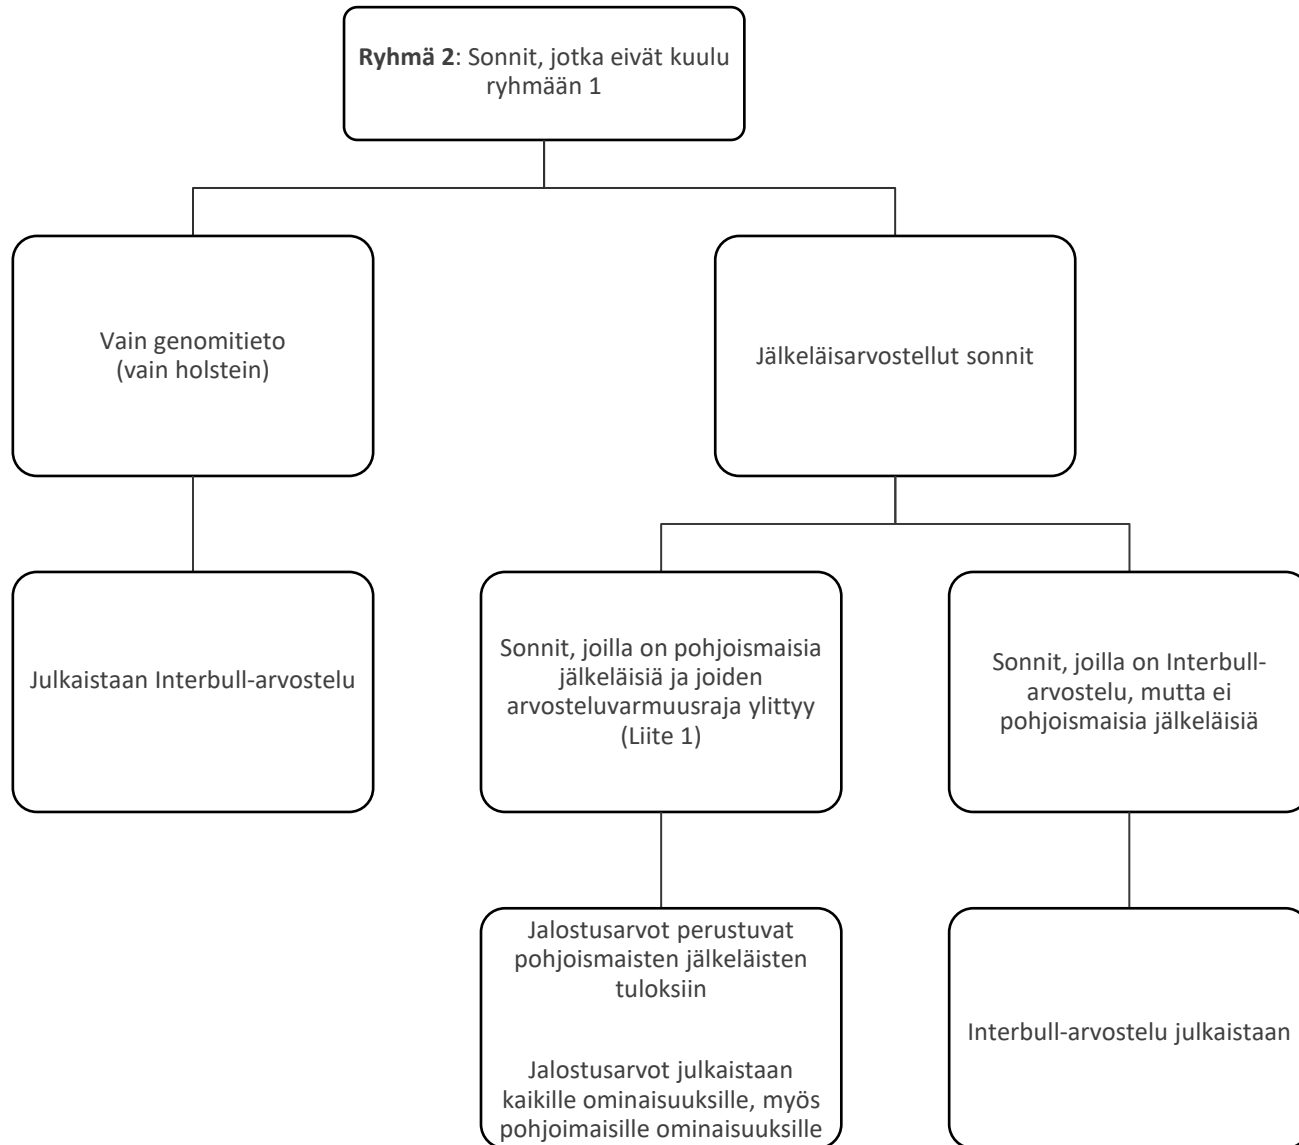 Ryhmä 2: Sonnit, jotka eivät kuulu
ryhmään 1
Vain genomitieto
(vain holstein)
Jälkeläisarvostellut sonnit
Julkaistaan Interbull-arvostelu
Sonnit, joilla on pohjoismaisia
jälkeläisiä ja joiden
arvosteluvarmuusraja ylittyy
(Liite 1)
Sonnit, joilla on Interbull-
arvostelu, mutta ei
pohjoismaisia jälkeläisiä
Jalostusarvot perustuvat
pohjoismaisten jälkeläisten
tuloksiin
Jalostusarvot julkaistaan
kaikille ominaisuuksille, myös
pohjoimaisille ominaisuuksille
Interbull-arvostelu julkaistaan